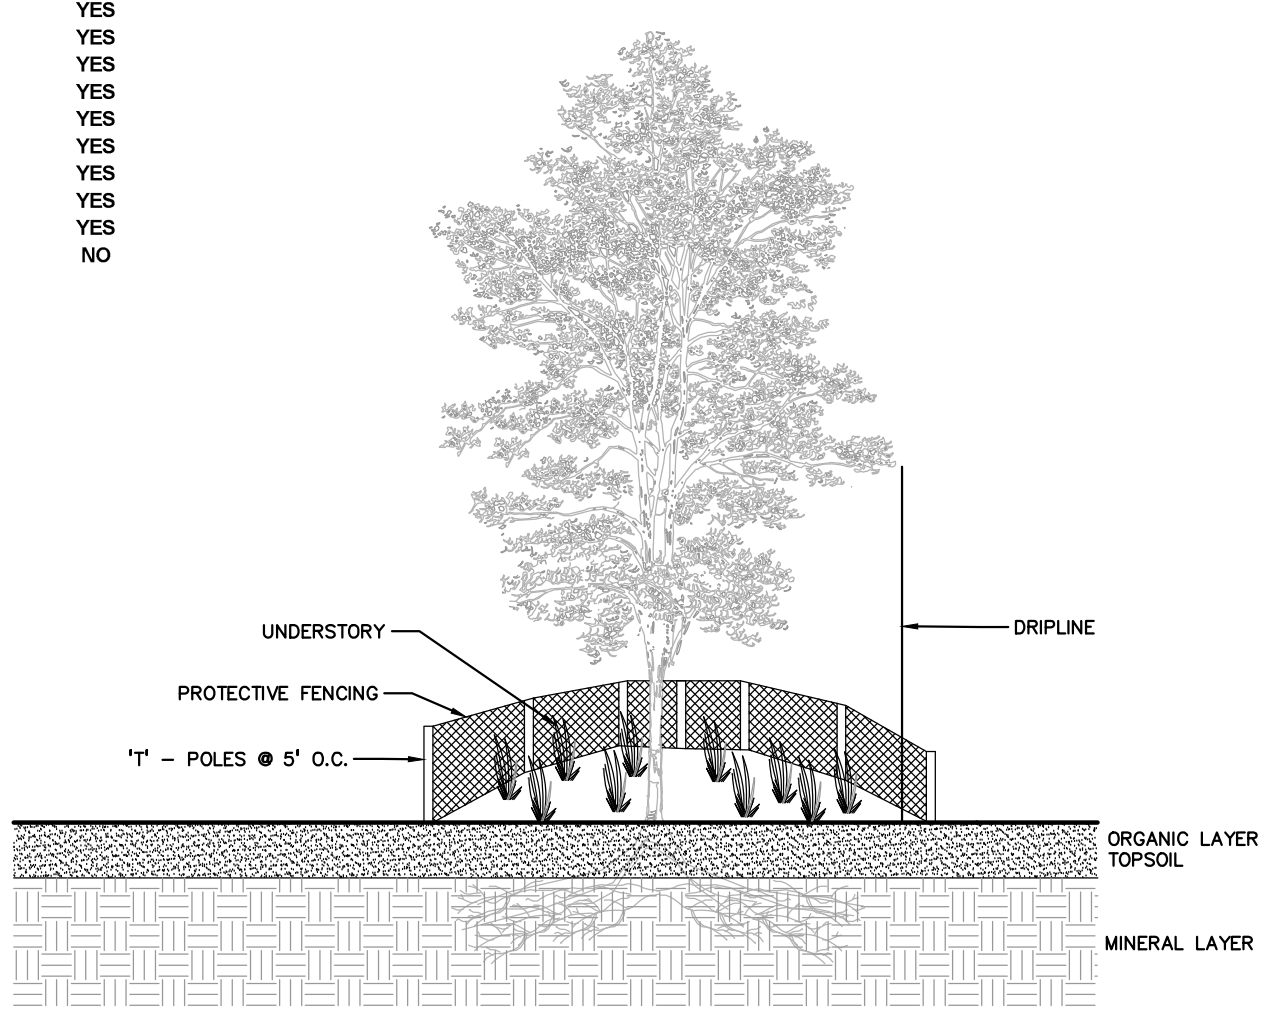 YES
YES
YES
YES
YES
YES
YES
YES
YES
NO
UNDERSTORY
DRIPLINE
PROTECTIVE FENCING
'T' - POLES @ 5' O.C.
ORGANIC LAYER
TOPSOIL
MINERAL LAYER